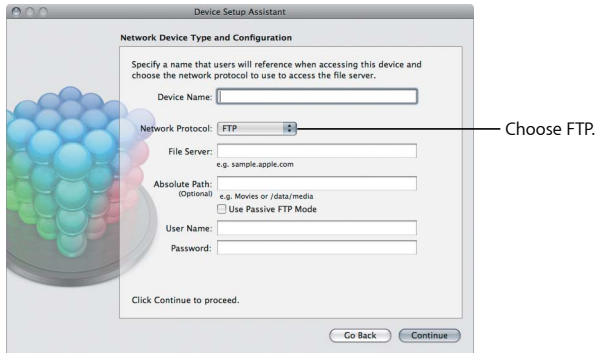 Device Setup Assistant
Network Device Type and Configuration
Specify a name that users will reference when accessing this device and
choose the network protocol to use to access the file server.
Device Name:
Network Protocol: FTP
Choose FTP.
File Server:
e.g. sample.apple.com
Absolute Path:
(Optional)
e.g. Movies or /data/media
Use Passive FTP Mode
User Name:
Password:
Click Continue to proceed.
Go Back
Continue